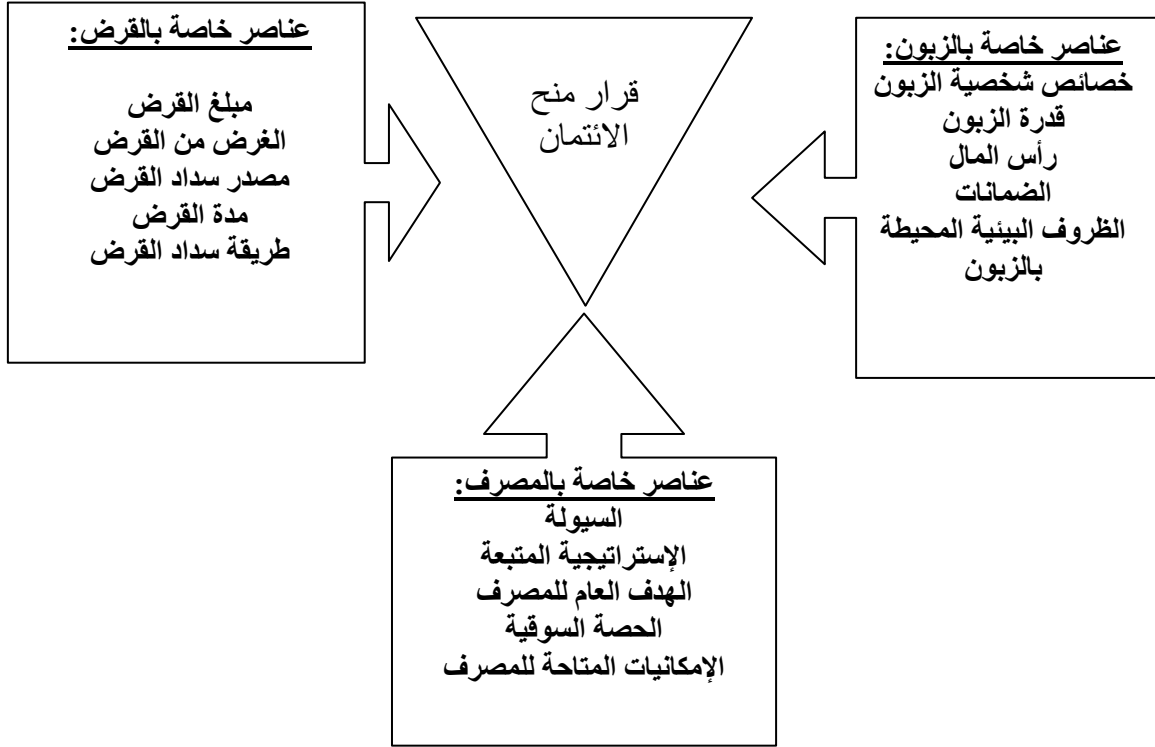 عناصر خاصة بالزبون:
خصائص شخصية الزبون
قدرة الزبون
رأس المال
الضمانات
الظروف البيئية المحيطة
بالزبون
قرار منح
الائتمان
عناصر خاصة بالقرض:
مبلغ القرض
الغرض من القرض
مصدر سداد القرض
مدة القرض
طريقة سداد القرض
عناصر خاصة بالمصرف:
السيولة
الإستراتيجية المتبعة
الهدف العام للمصرف
الحصة السوقية
الإمكانيات المتاحة للمصرف